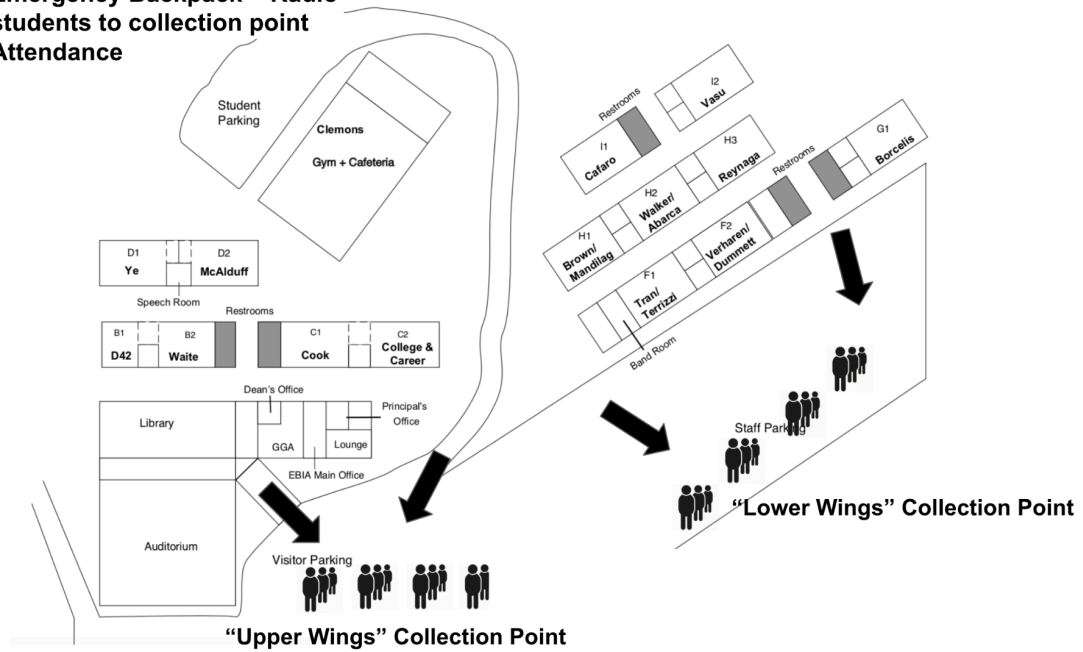 Emergency Backpack - Radio
students to collection point
Attendance
Student
Parking
Clemons
Gym + Cafeteria
Restrooms
I2
Vasu
I1
Cafaro
H3
Reynaga
Restrooms
G1
Borcelis
H2
Walker/
Abarca
H1
Brown/
Mandilag
F2
Verharen/
Dummett
F1
Tran/
Terrizzi
Band Room
D1
Ye
D2
McAlduff
Speech Room
Restrooms
B1
D42
B2
Waite
C1
Cook
C2
College &
Career
Dean's Office
Principal's
Office
Library
GGA
Lounge
EBIA Main Office
Auditorium
Staff Parking
"Lower Wings" Collection Point
Visitor Parking
"Upper Wings" Collection Point